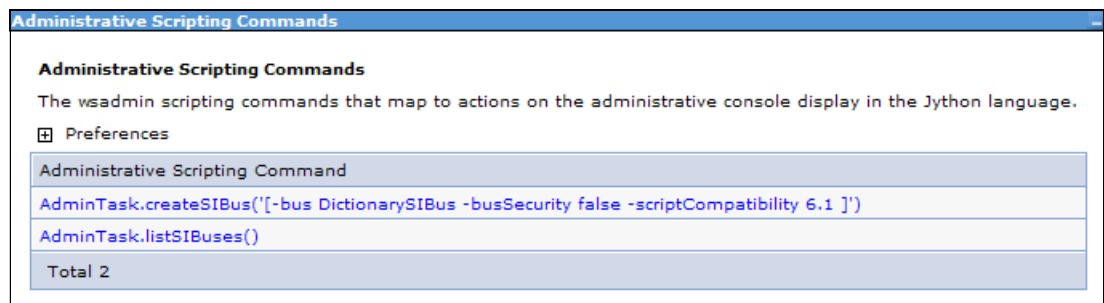 Administrative Scripting Commands
Administrative Scripting Commands
The wsadmin scripting commands that map to actions on the administrative console display in the Jython language.
Preferences
Administrative Scripting Command
AdminTask.createSIBus('[-bus DictionarySIBus -busSecurity false -scriptCompatibility 6.1 ]')
AdminTask.listSIBuses()
Total 2